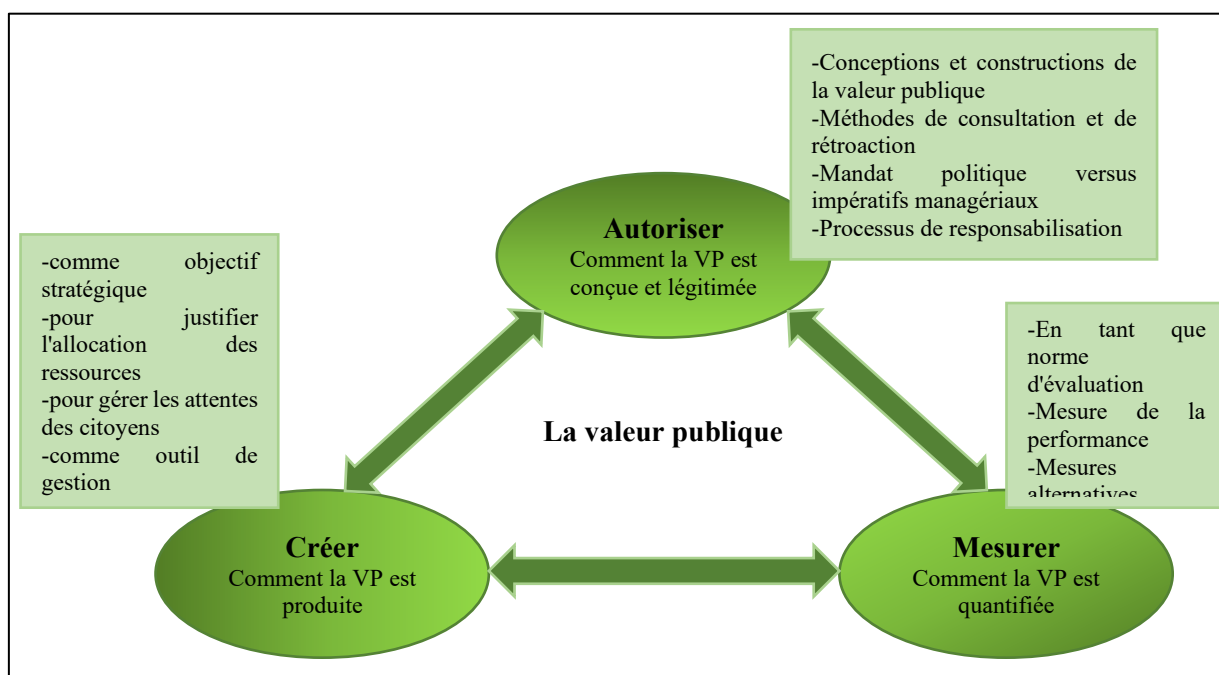 -Conceptions et constructions de
la valeur publique
-Méthodes de consultation et de
rétroaction
-Mandat politique versus
impératifs managériaux
-Processus de responsabilisation
Autoriser
Comment la VP est
conçue et légitimée
-comme objectif
stratégique
-pour justifier
l'allocation des
ressources
-pour gérer les attentes
des citoyens
-comme outil de
gestion
-En tant que
norme
d'évaluation
-Mesure de la
performance
-Mesures
alternatives
La valeur publique
Créer
Comment la VP est
produite
Mesurer
Comment la VP est
quantifiée